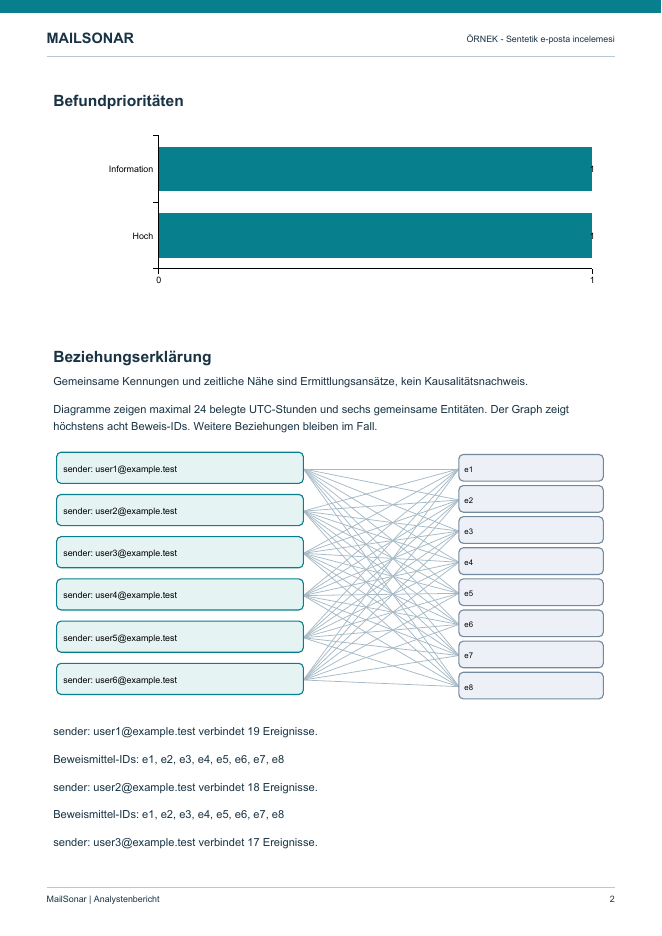 MAILSONAR
ÖRNEK - Sentetik e-posta incelemesi
Befundprioritäten
Information
1
Hoch
1
0
1
Beziehungserklärung
Gemeinsame Kennungen und zeitliche Nähe sind Ermittlungsansätze, kein Kausalitätsnachweis.
Diagramme zeigen maximal 24 belegte UTC-Stunden und sechs gemeinsame Entitäten. Der Graph zeigt
höchstens acht Beweis-IDs. Weitere Beziehungen bleiben im Fall.
sender: user1@example.test
sender: user2@example.test
sender: user3@example.test
sender: user4@example.test
sender: user5@example.test
sender: user6@example.test
e1
e2
e3
e4
e5
e6
e7
e8
sender: user1@example.test verbindet 19 Ereignisse.
Beweismittel-IDs: e1, e2, e3, e4, e5, e6, e7, e8
sender: user2@example.test verbindet 18 Ereignisse.
Beweismittel-IDs: e1, e2, e3, e4, e5, e6, e7, e8
sender: user3@example.test verbindet 17 Ereignisse.
MailSonar | Analystenbericht
2